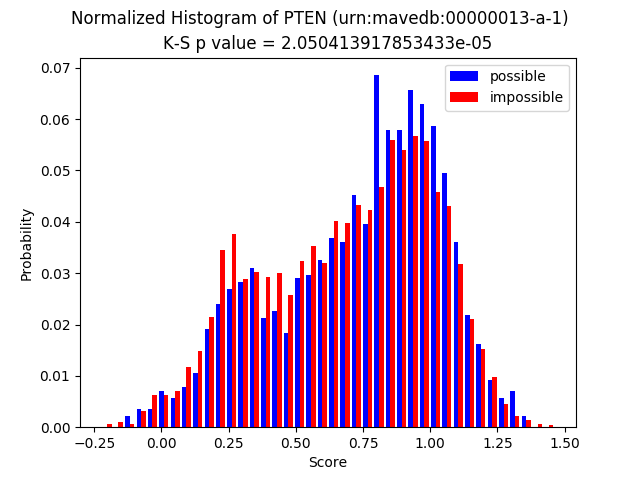 Normalized Histogram of PTEN (urn:mavedb:00000013-a-1)
K-S p value = 2.050413917853433e-05
possible
impossible
0.07
0.06
0.05
0.04
0.03
0.02
0.01
0.00
Probability
−0.25
0.00
0.25
0.50
0.75
1.00
1.25
1.50
Score